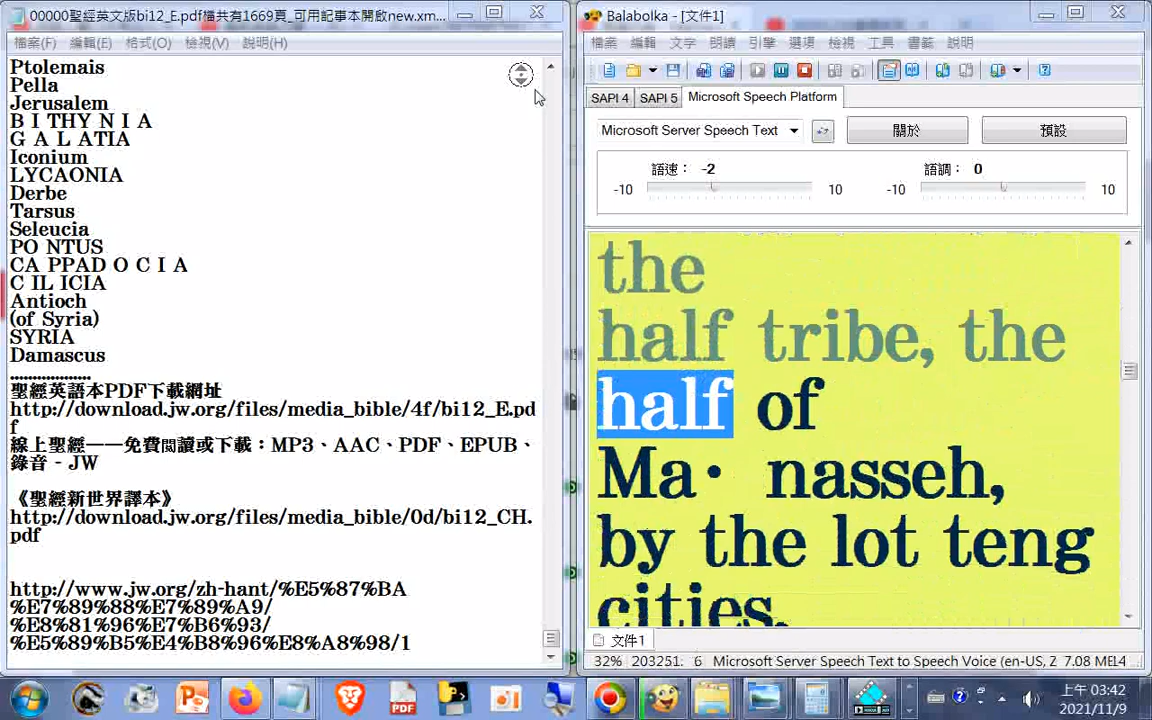 00000聖經英文版bi12_E.pdf檔共有1669頁_可用記事本開啟new.xm...
檔案(F) 編輯(E) 格式(O) 檢視(V) 說明(H)
Ptolemais
Pella
Jerusalem
B I THY N I A
G A L A TIA
Iconium
LYCAONIA
Derbe
Tarsus
Seleucia
PO NTUS
CA PPAD O C I A
C IL ICIA
Antioch
(of Syria)
SYRIA
Damascus
..................
聖經英語本PDF下載網址
http://download.jw.org/files/media_bible/4f/bi12_E.pd
f
線上聖經——免費閱讀或下載：MP3、AAC、PDF、EPUB、
錄音 - JW
《聖經新世界譯本》
http://download.jw.org/files/media_bible/0d/bi12_CH.
pdf
http://www.jw.org/zh-hant/%E5%87%BA
%E7%89%88%E7%89%A9/
%E8%81%96%E7%B6%93/
%E5%89%B5%E4%B8%96%E8%A8%98/1
Balabolka - [文件1]
檔案 編輯 文字 朗讀 引擎 選項 檢視 工具 書籤 說明
SAPI 4 SAPI 5 Microsoft Speech Platform
Microsoft Server Speech Text 關於 預設
語速： -2 語調： 0
-10 10 -10 10
the
half tribe, the
half of
Ma· nasseh,
by the lot teng
cities.
文件1
32% 203251: 6 Microsoft Server Speech Text to Speech Voice (en-US, Z 7.08 ME
PDF
上午 03:42
2021/11/9